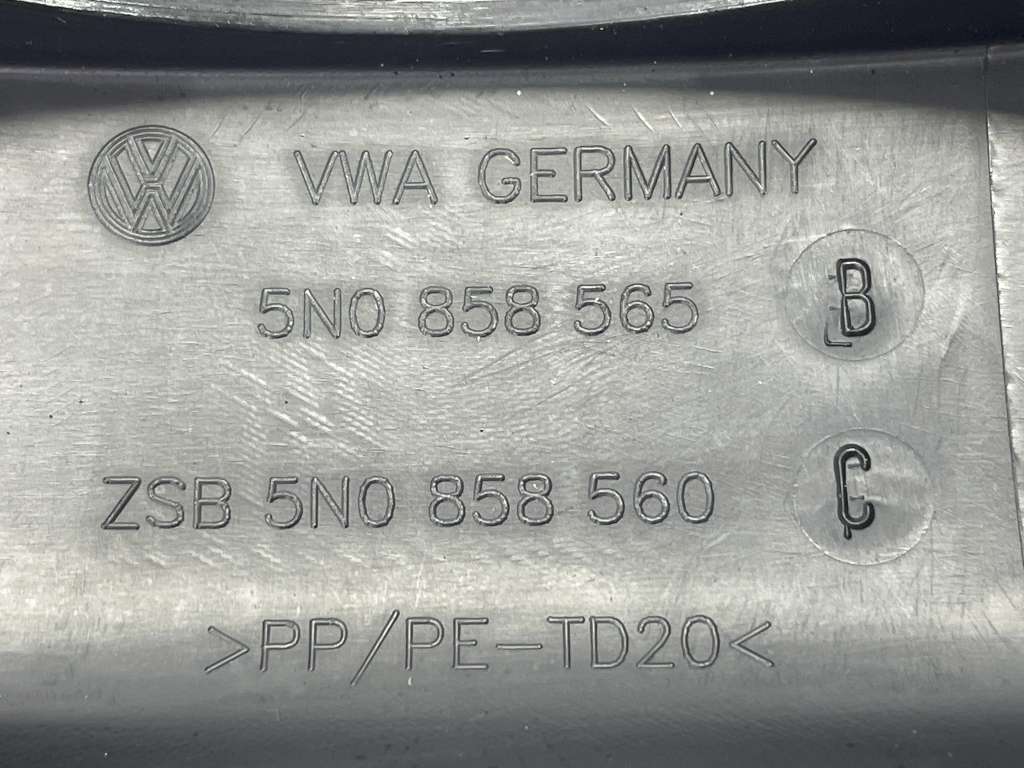 VWA GERMANY
5N0 858 565 B
ZSB 5N0 858 560 C
>PP/PE-TD20<